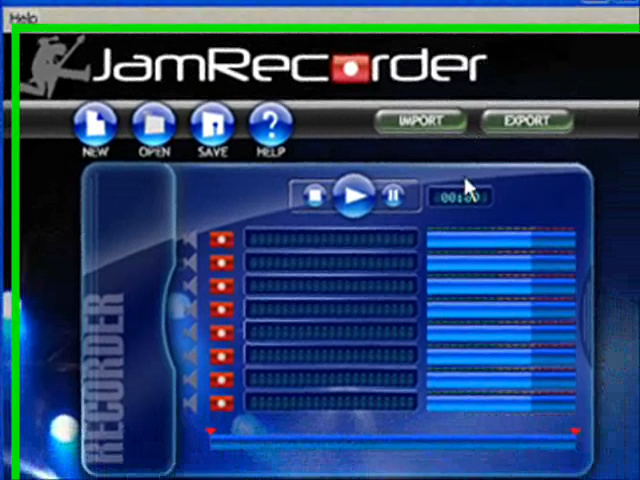 Help
JamRecorder
IMPORT EXPORT
NEW OPEN SAVE HELP
RECORDER